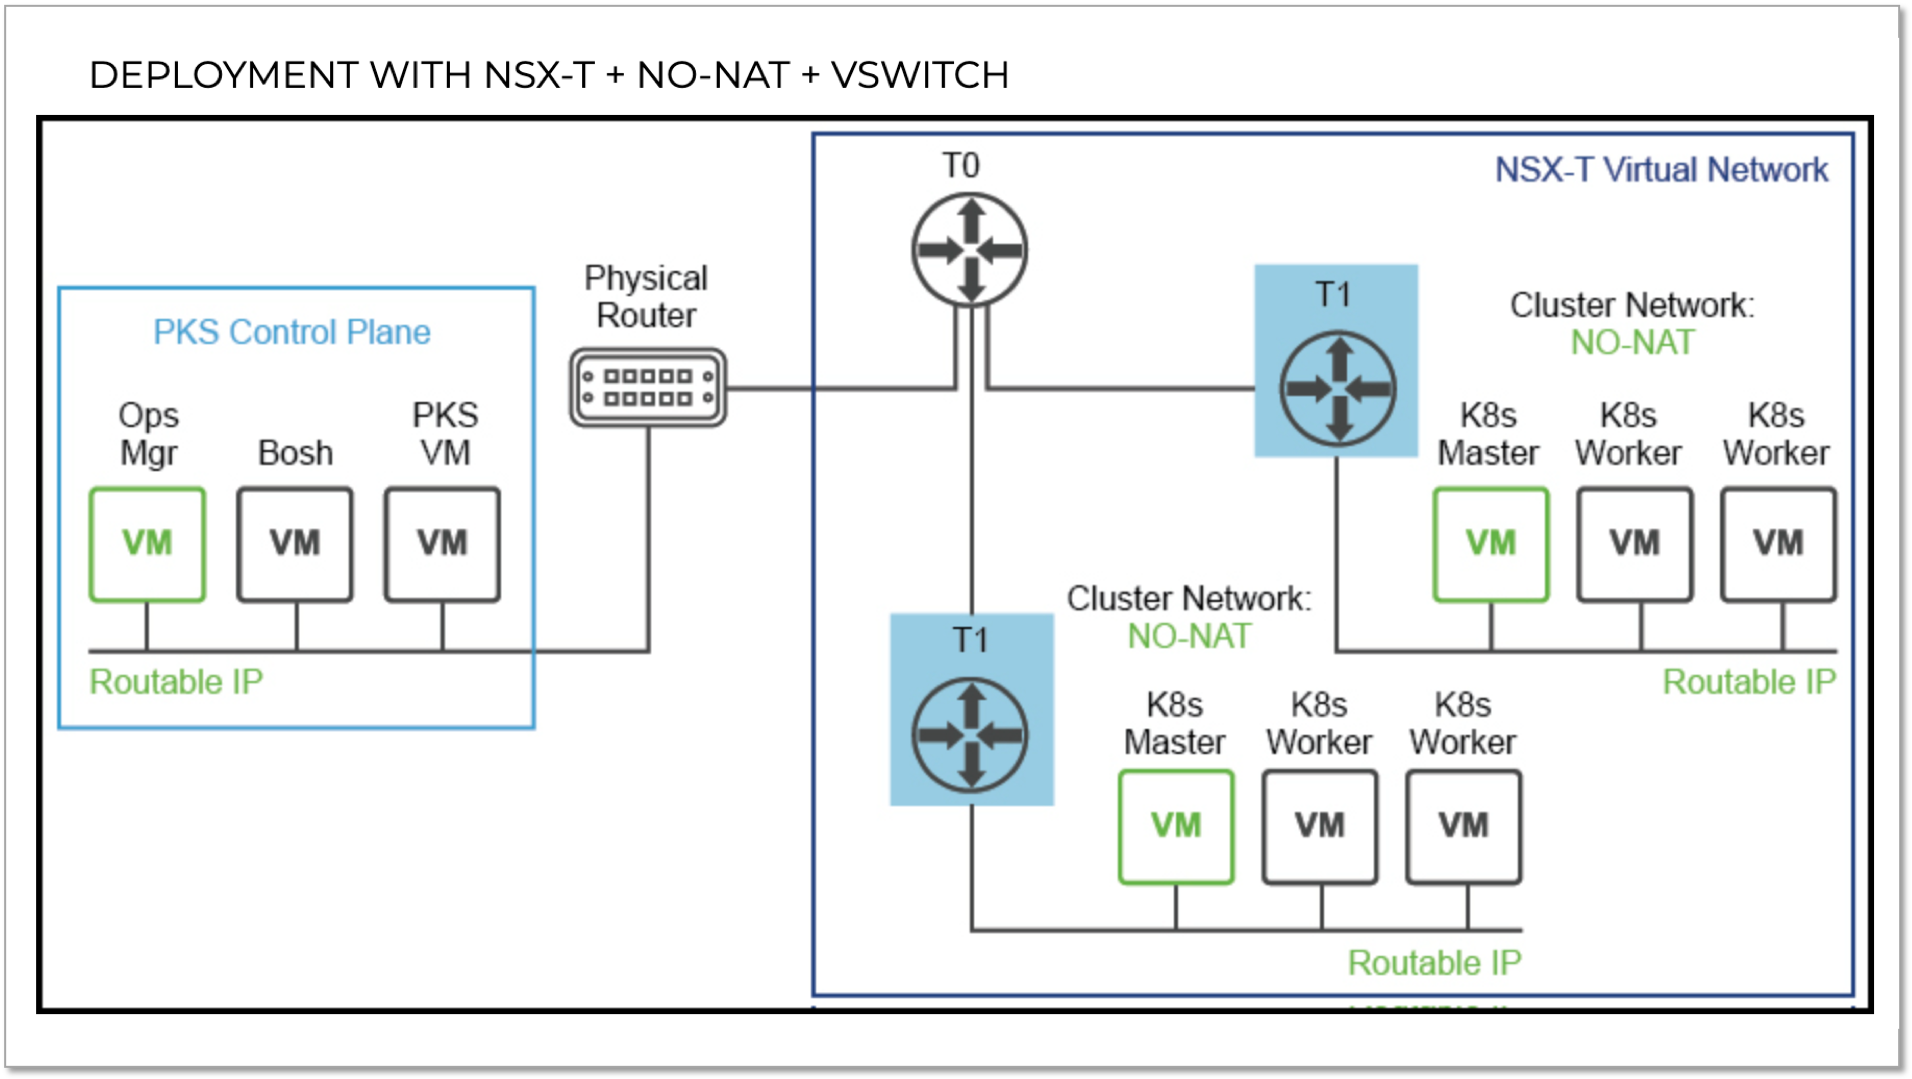 DEPLOYMENT WITH NSX-T + NO-NAT + VSWITCH
T0
NSX-T Virtual Network
Physical
Router
PKS Control Plane
Ops
Mgr
Bosh
PKS
VM
VM
VM
VM
Routable IP
T1
Cluster Network:
NO-NAT
K8s
Master
K8s
Worker
K8s
Worker
VM
VM
VM
Routable IP
T1
Cluster Network:
NO-NAT
K8s
Master
K8s
Worker
K8s
Worker
VM
VM
VM
Routable IP